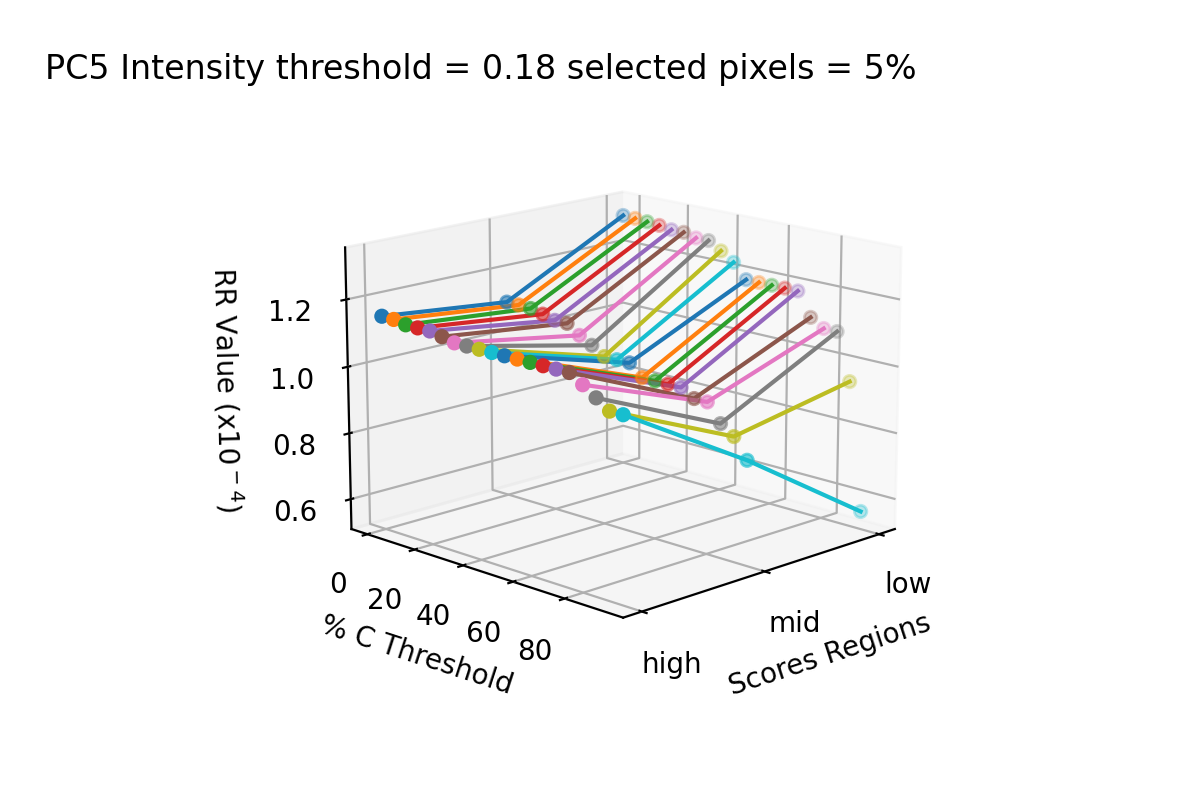 PC5 Intensity threshold = 0.18 selected pixels = 5%
RR Value (x10⁻⁴)
1.2
1.0
0.8
0.6
0
20
40
60
80
% C Threshold
low
mid
high
Scores Regions